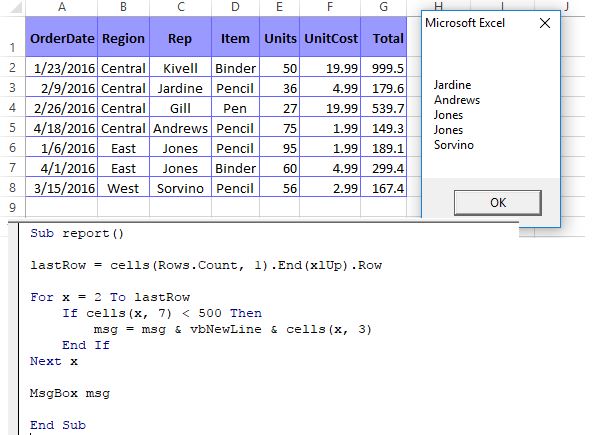 A B C D E F G H I J
Microsoft Excel
1 OrderDate Region Rep Item Units UnitCost Total
2 1/23/2016 Central Kivell Binder 50 19.99 999.5
3 2/9/2016 Central Jardine Pencil 36 4.99 179.6
4 2/26/2016 Central Gill Pen 27 19.99 539.7
5 4/18/2016 Central Andrews Pencil 75 1.99 149.3
6 1/6/2016 East Jones Pencil 95 1.99 189.1
7 4/1/2016 East Jones Binder 60 4.99 299.4
8 3/15/2016 West Sorvino Pencil 56 2.99 167.4
9
Jardine
Andrews
Jones
Jones
Sorvino
OK
Sub report()
lastRow = cells(Rows.Count, 1).End(xlUp).Row
For x = 2 To lastRow
If cells(x, 7) < 500 Then
msg = msg & vbNewLine & cells(x, 3)
End If
Next x
MsgBox msg
End Sub